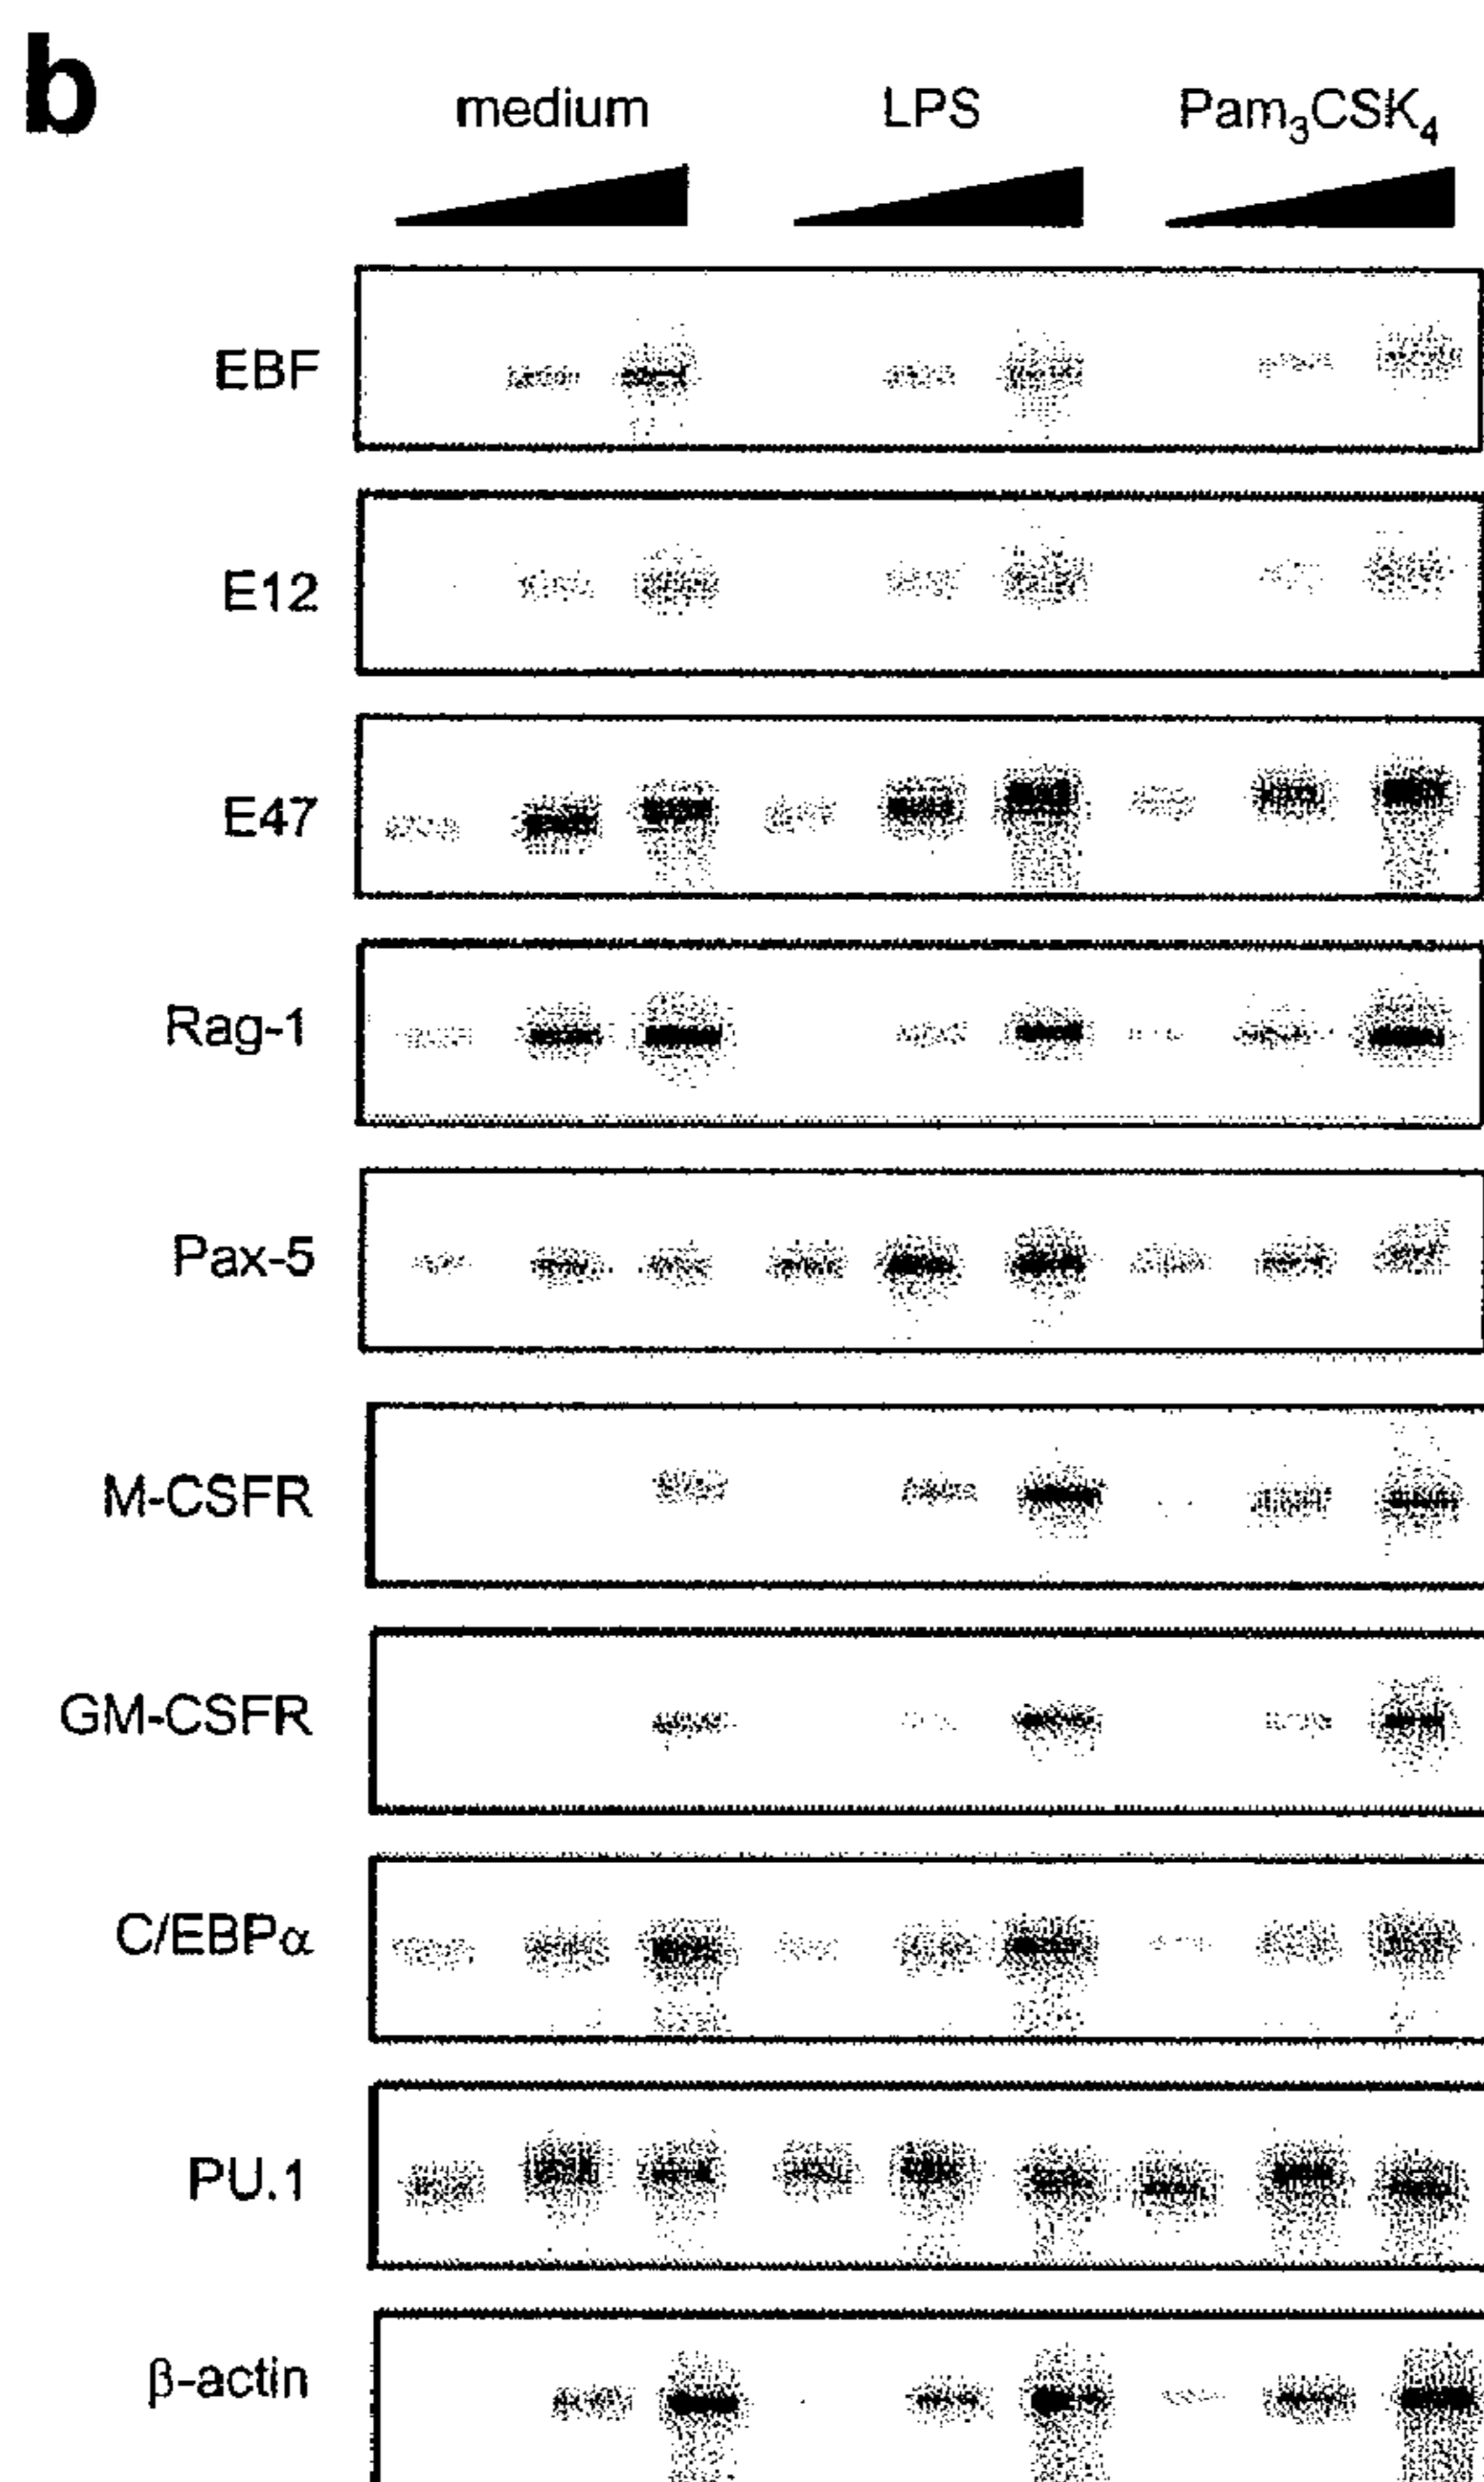 b
medium LPS Pam₃CSK₄
EBF
E12
E47
Rag-1
Pax-5
M-CSFR
GM-CSFR
C/EBPα
PU.1
β-actin